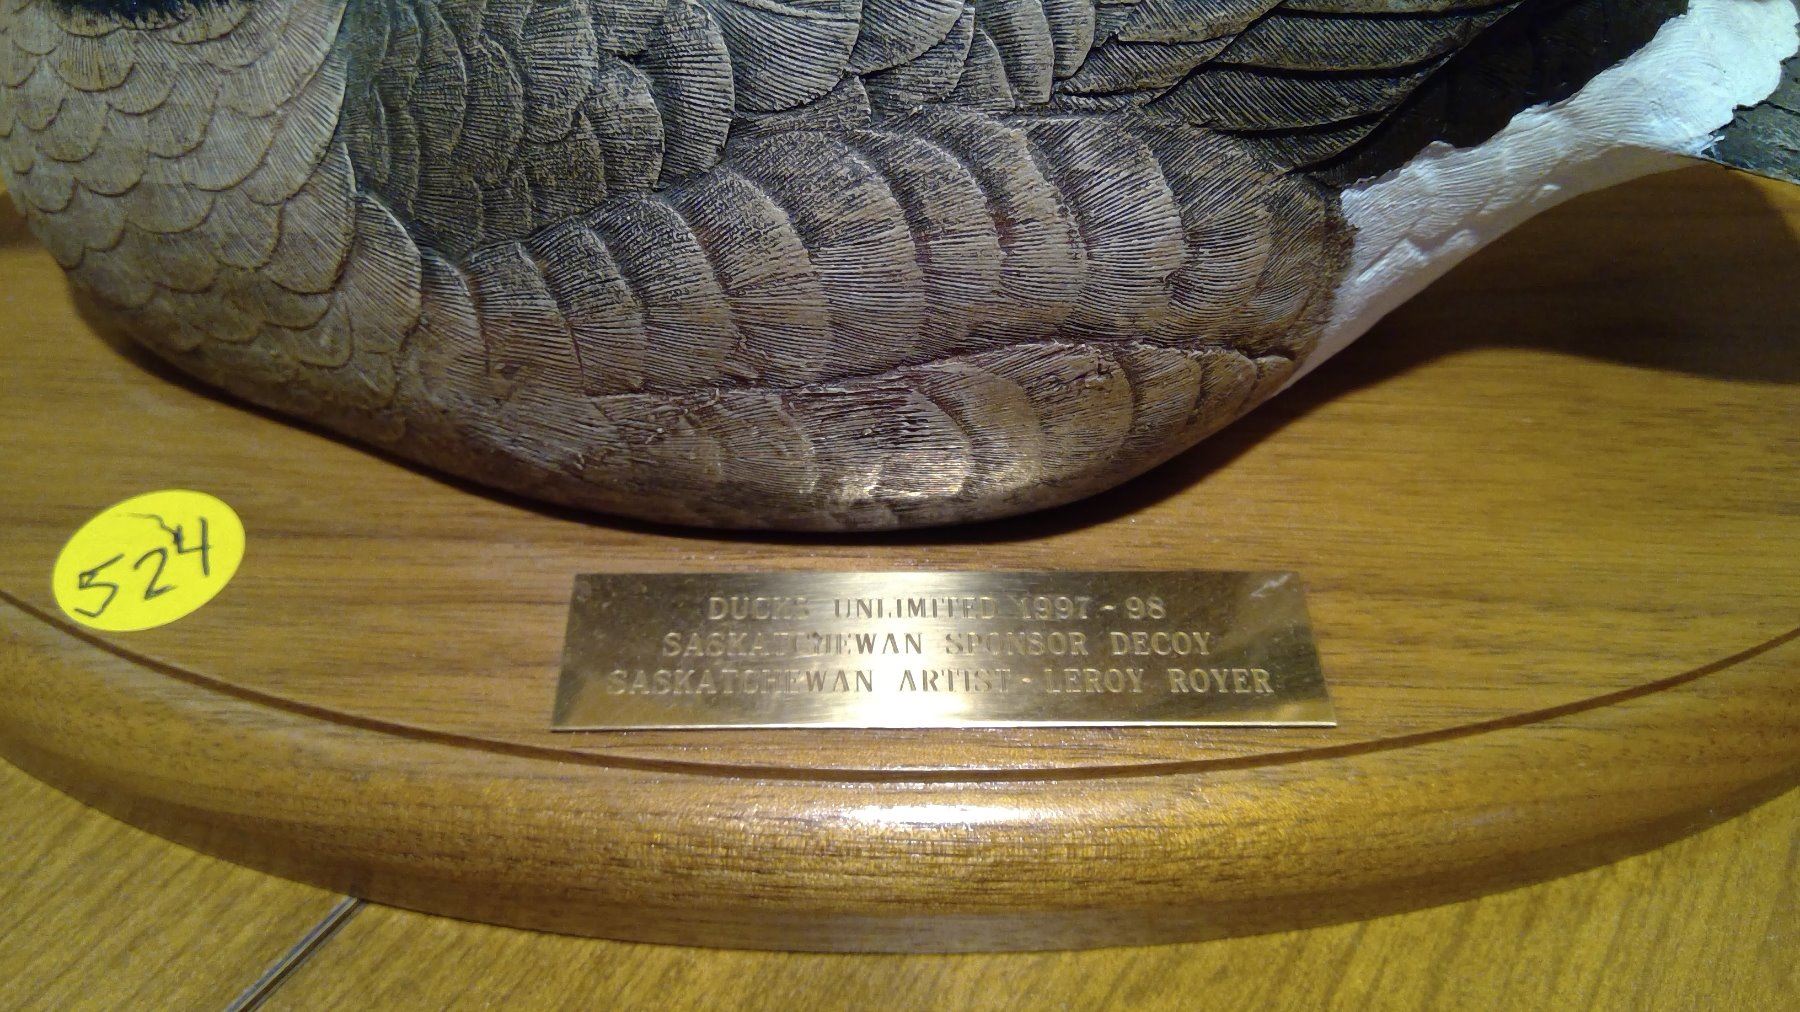 524
DUCKS UNLIMITED 1997-98
SASKATCHEWAN SPONSOR DECOY
SASKATCHEWAN ARTIST - LEROY ROYER